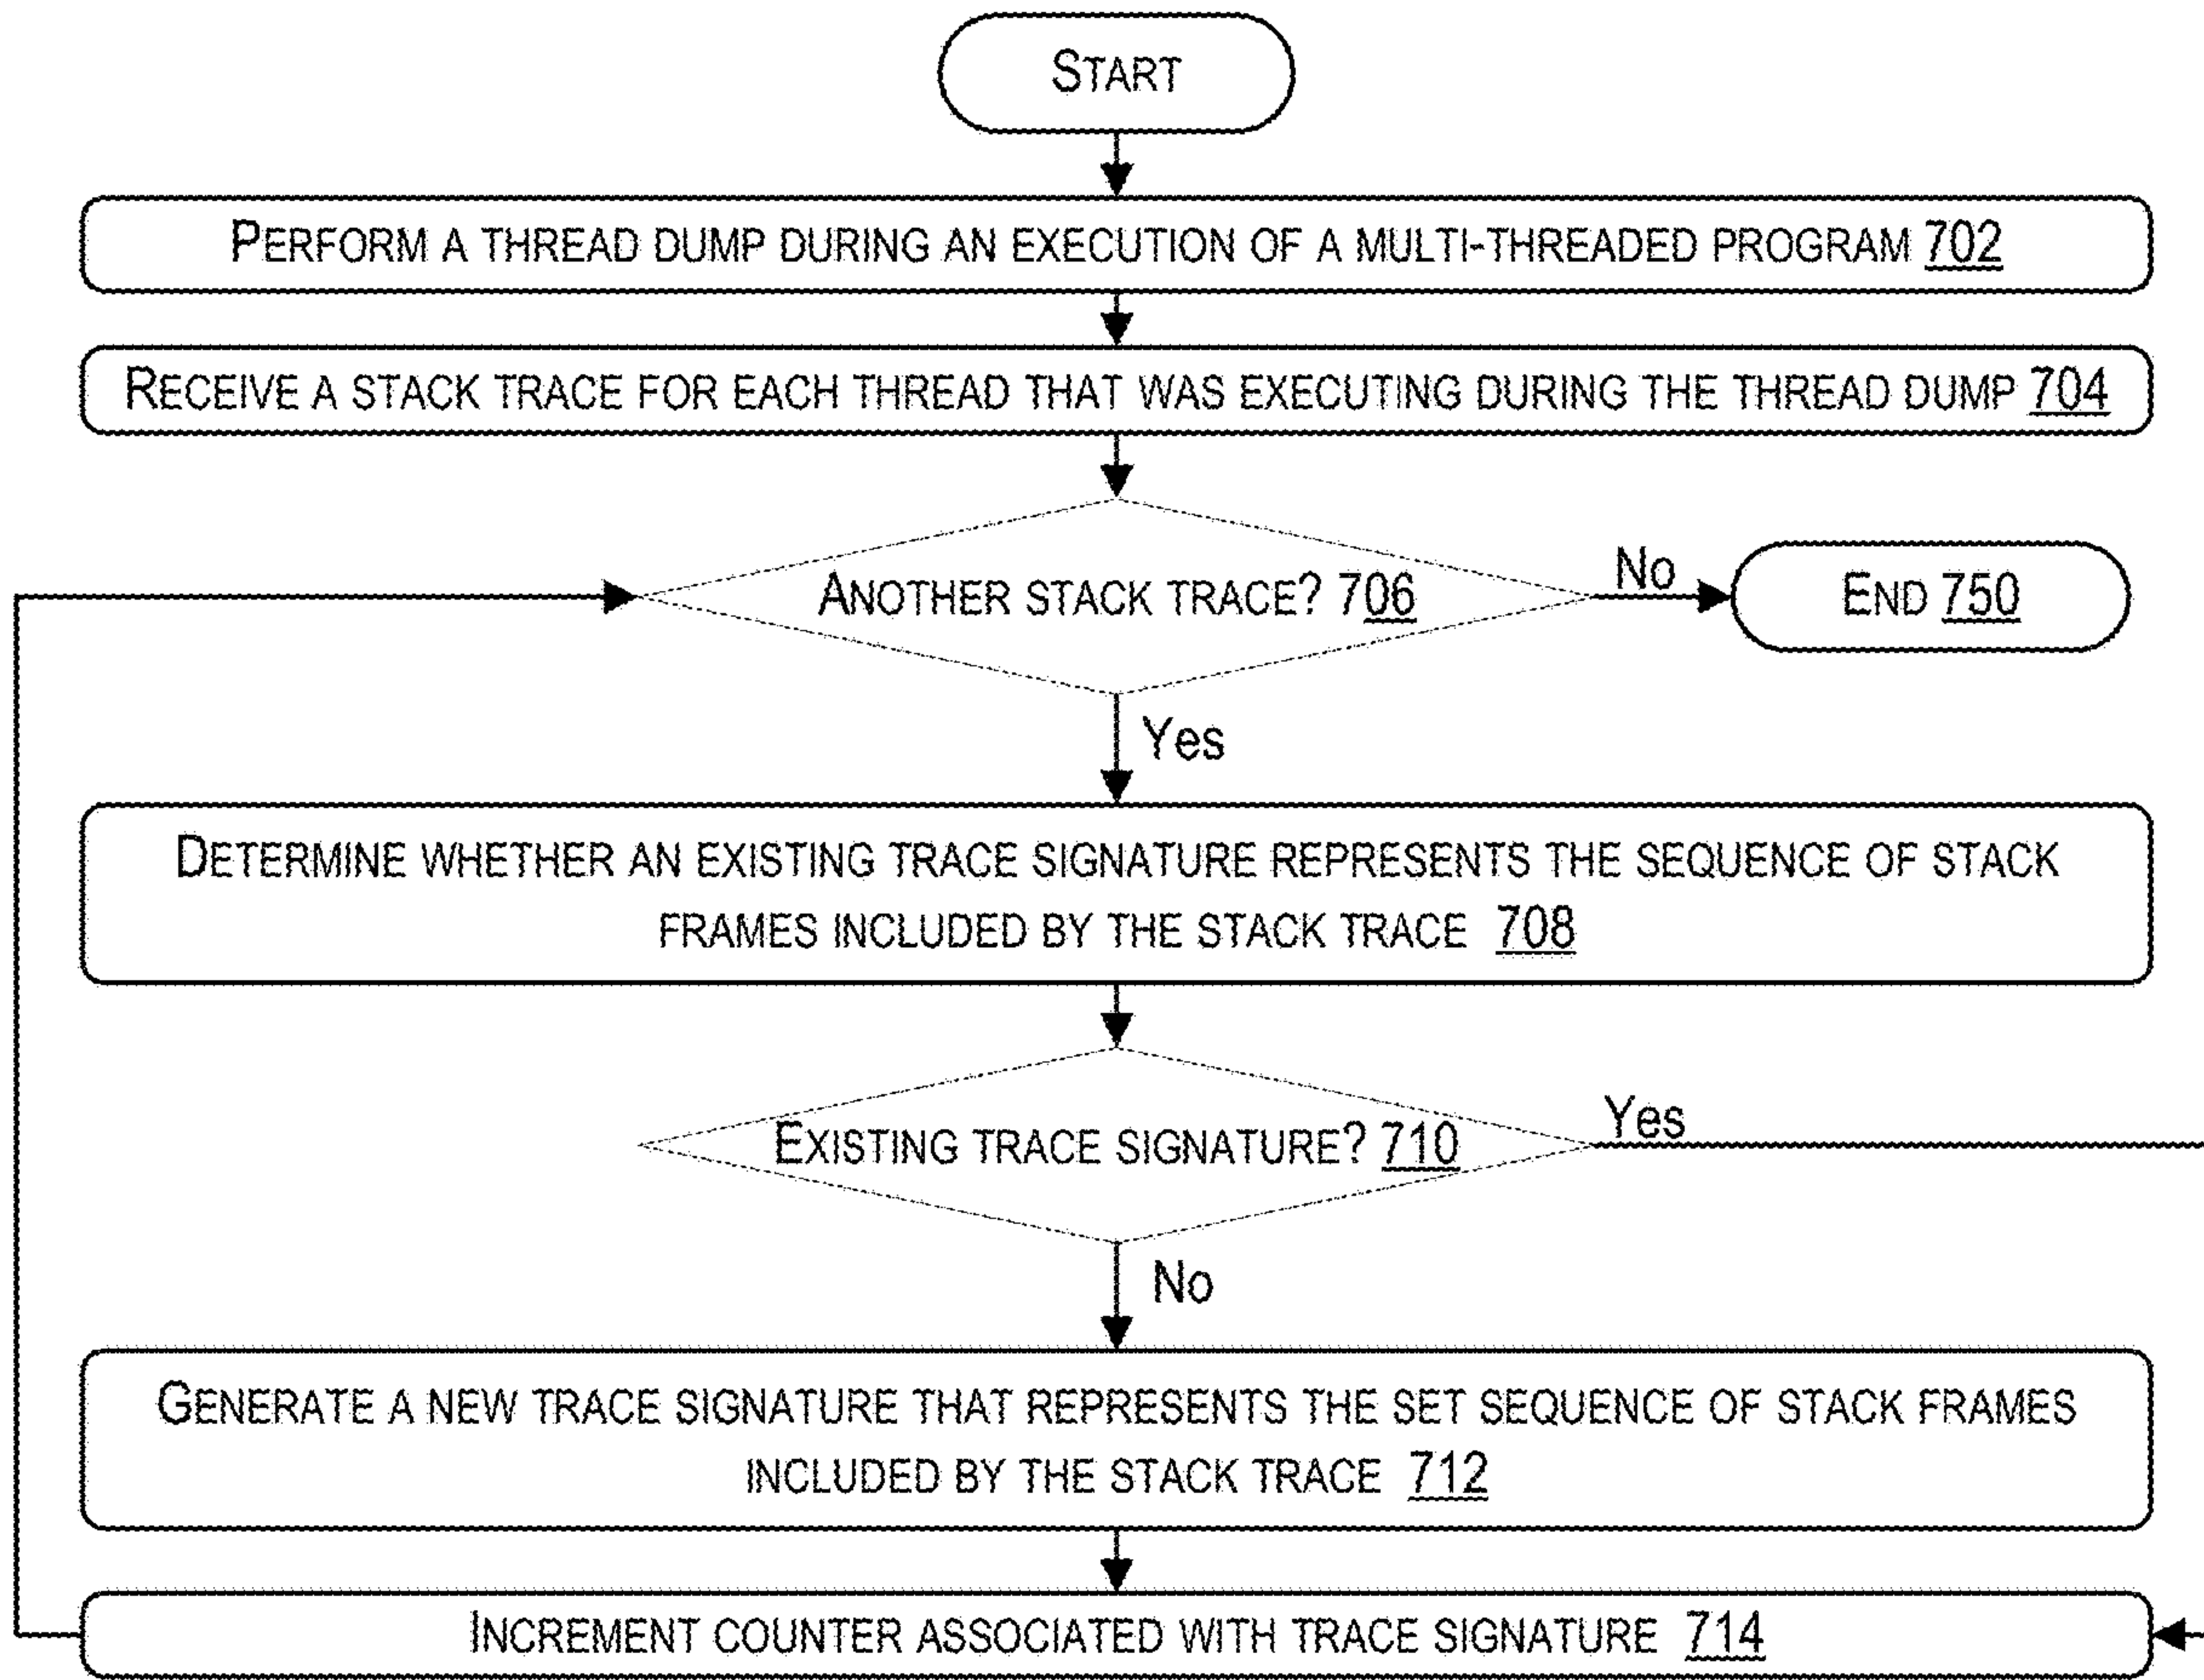 START
PERFORM A THREAD DUMP DURING AN EXECUTION OF A MULTI-THREADED PROGRAM 702
RECEIVE A STACK TRACE FOR EACH THREAD THAT WAS EXECUTING DURING THE THREAD DUMP 704
ANOTHER STACK TRACE? 706
No
END 750
Yes
DETERMINE WHETHER AN EXISTING TRACE SIGNATURE REPRESENTS THE SEQUENCE OF STACK
FRAMES INCLUDED BY THE STACK TRACE 708
EXISTING TRACE SIGNATURE? 710
Yes
No
GENERATE A NEW TRACE SIGNATURE THAT REPRESENTS THE SET SEQUENCE OF STACK FRAMES
INCLUDED BY THE STACK TRACE 712
INCREMENT COUNTER ASSOCIATED WITH TRACE SIGNATURE 714